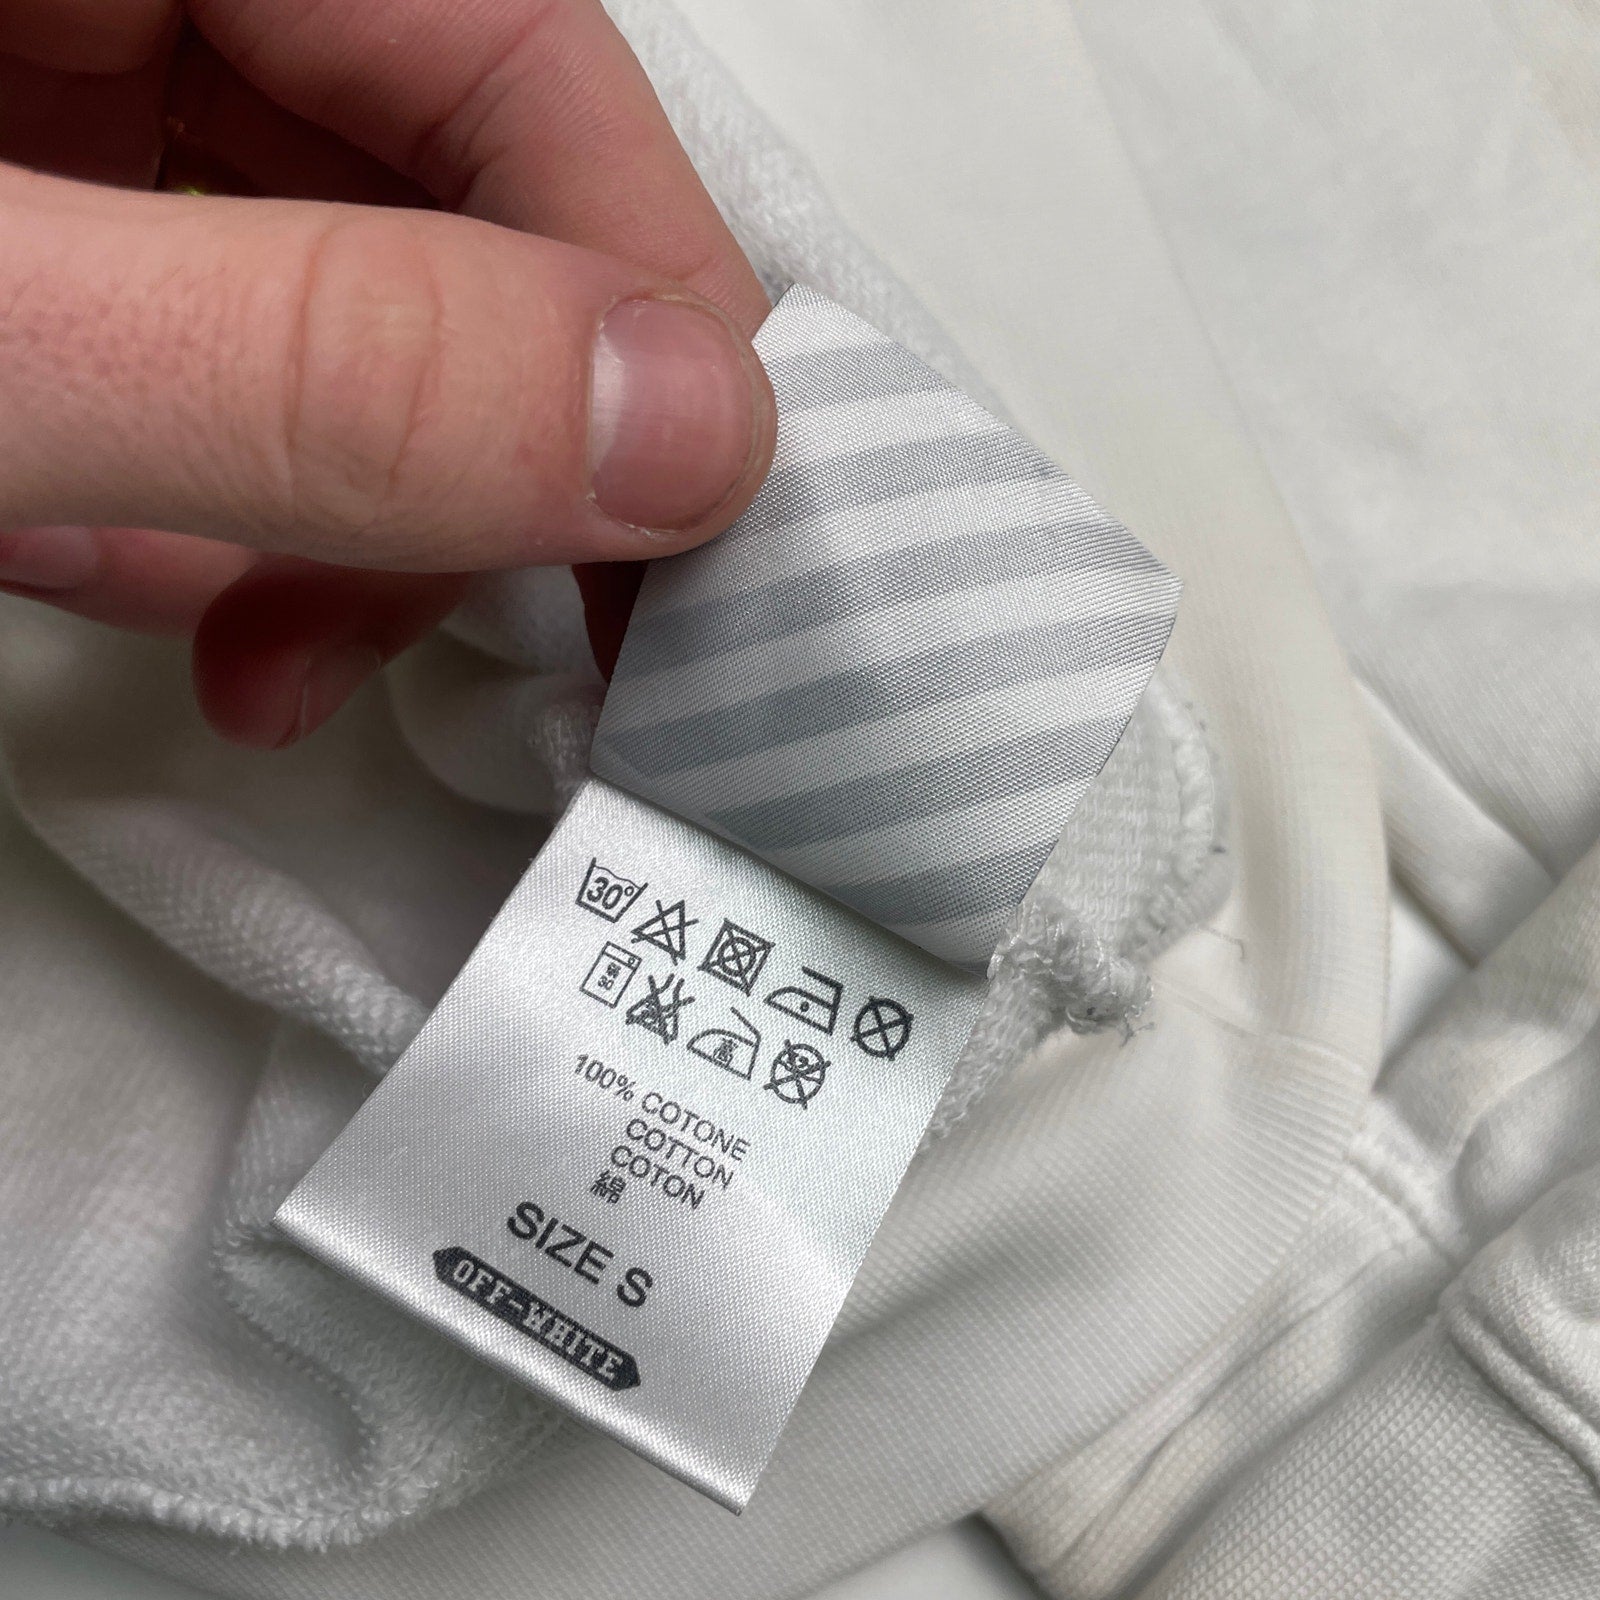 30°
100% COTONE
COTTON
COTON
綿
SIZE S
OFF-WHITE